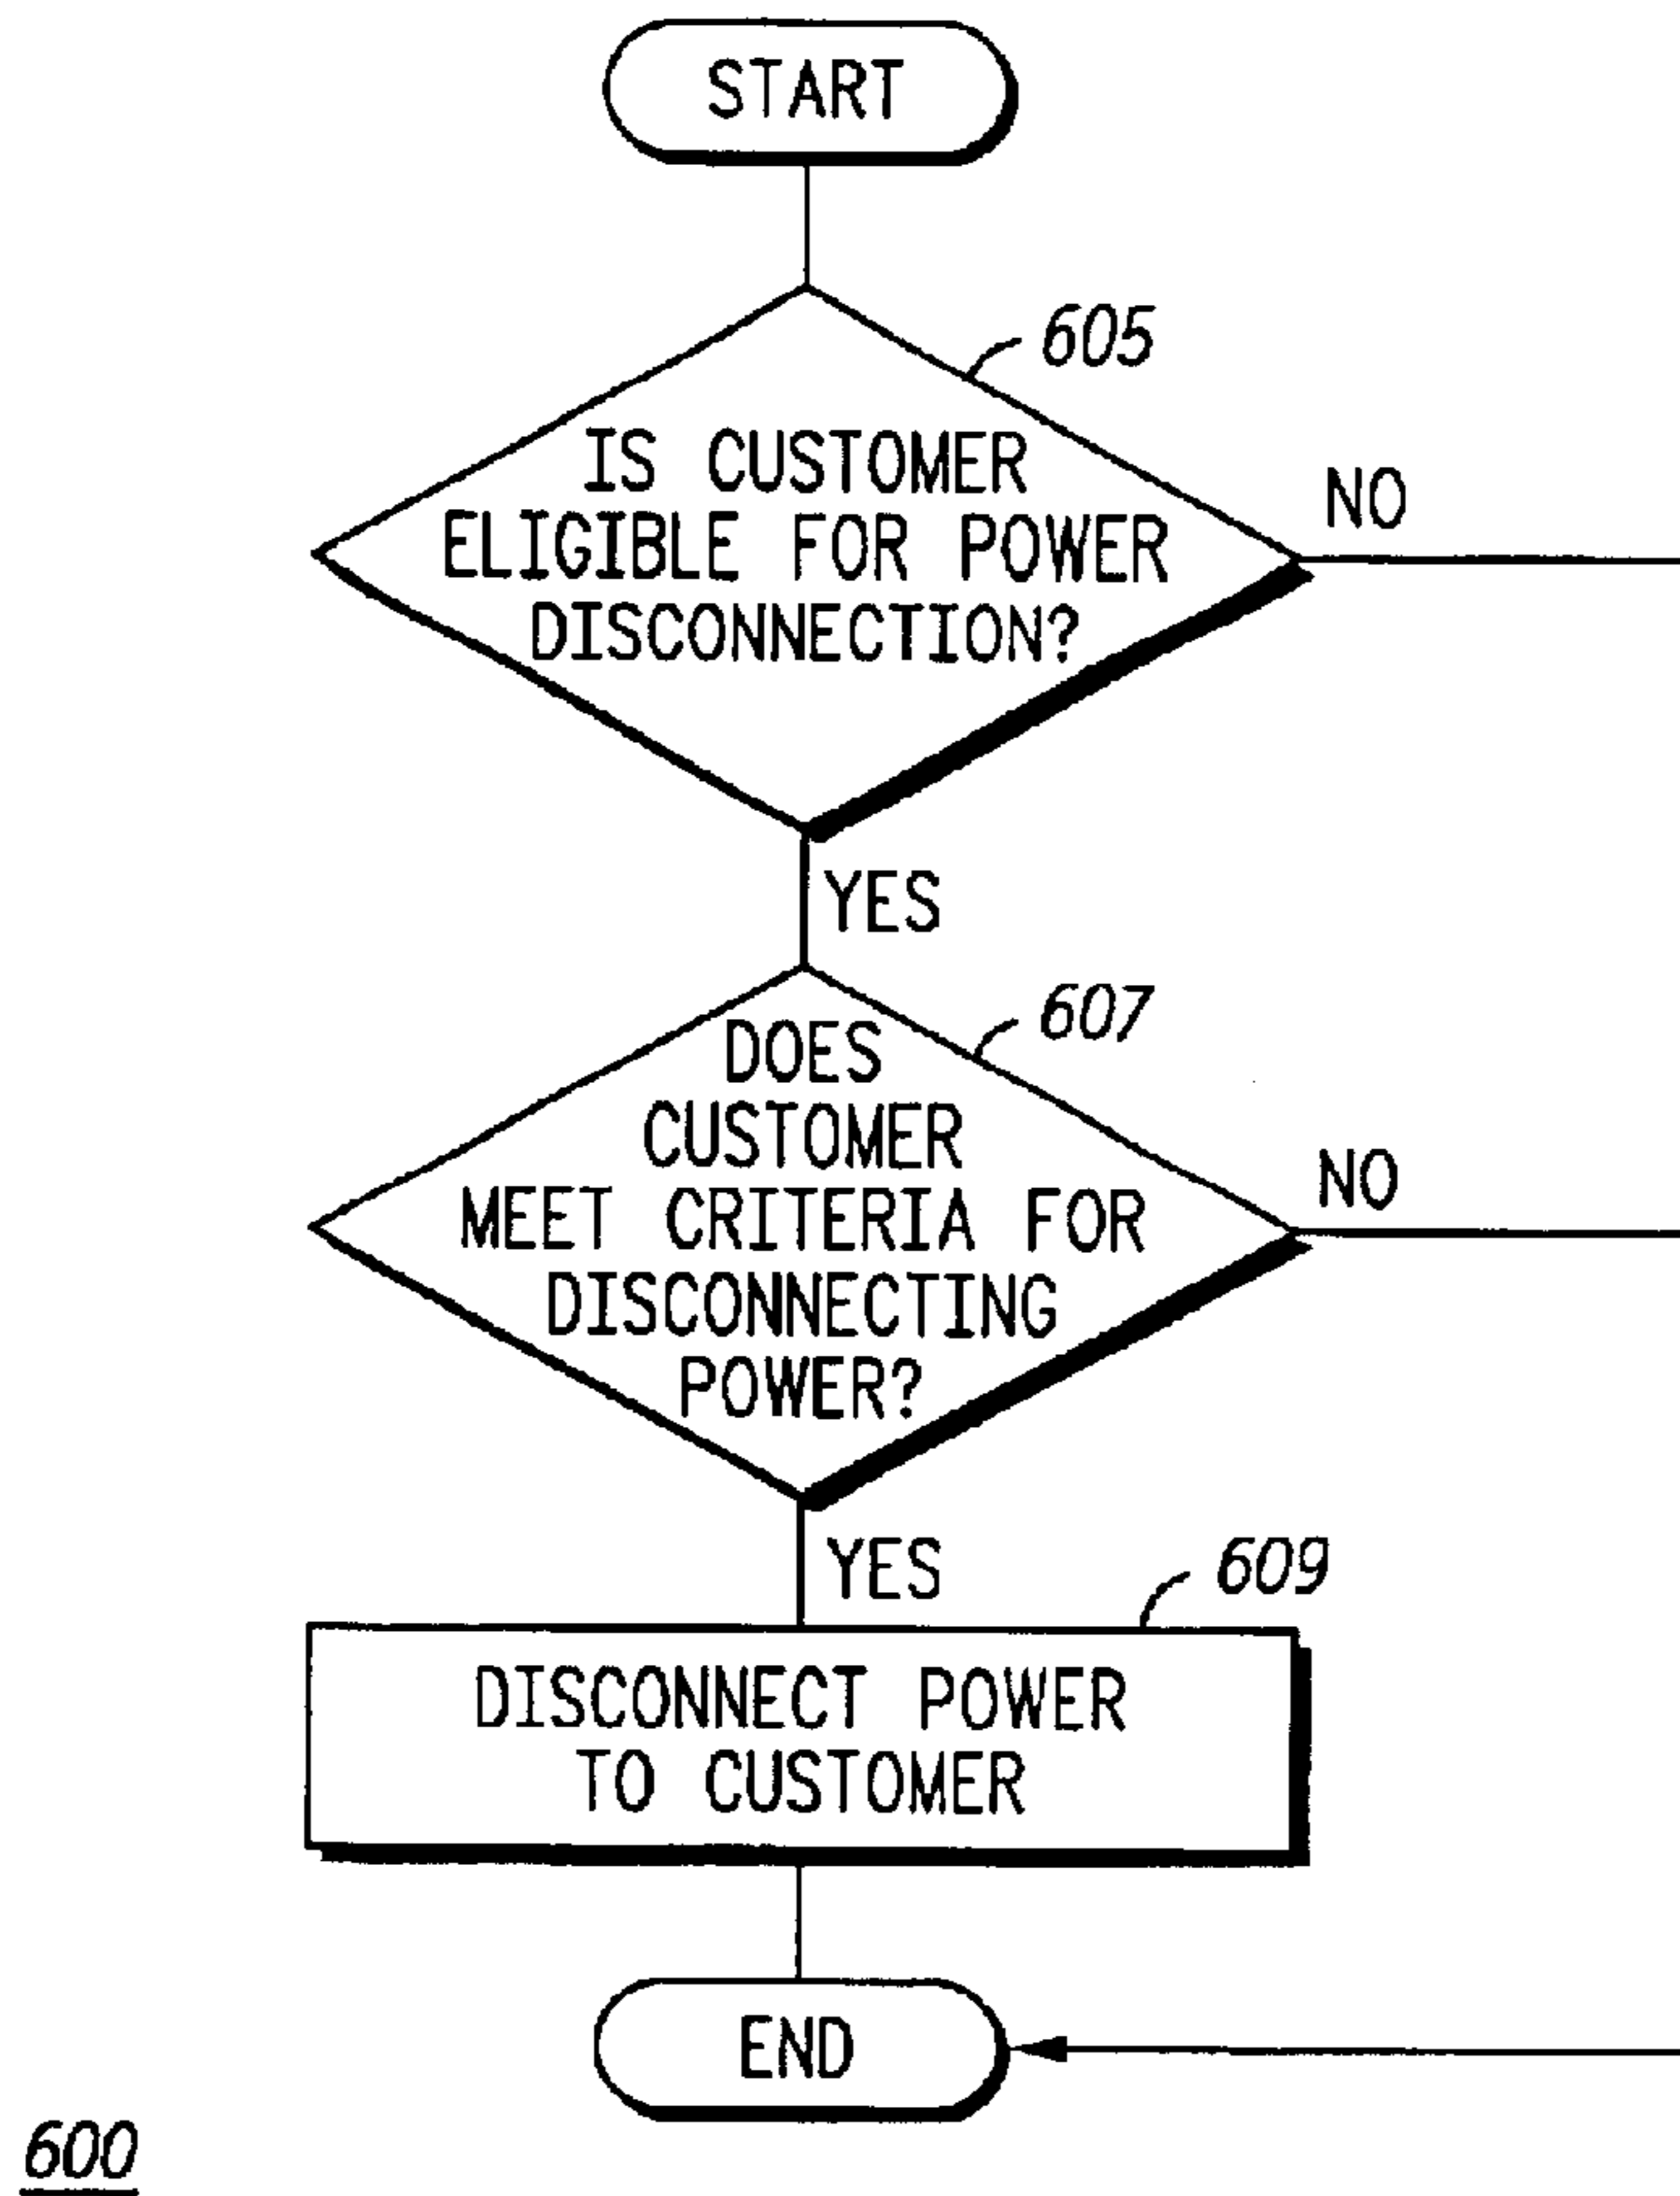 START
605
IS CUSTOMER
ELIGIBLE FOR POWER
DISCONNECTION?
NO
YES
607
DOES
CUSTOMER
MEET CRITERIA FOR
DISCONNECTING
POWER?
NO
YES
609
DISCONNECT POWER
TO CUSTOMER
END
600